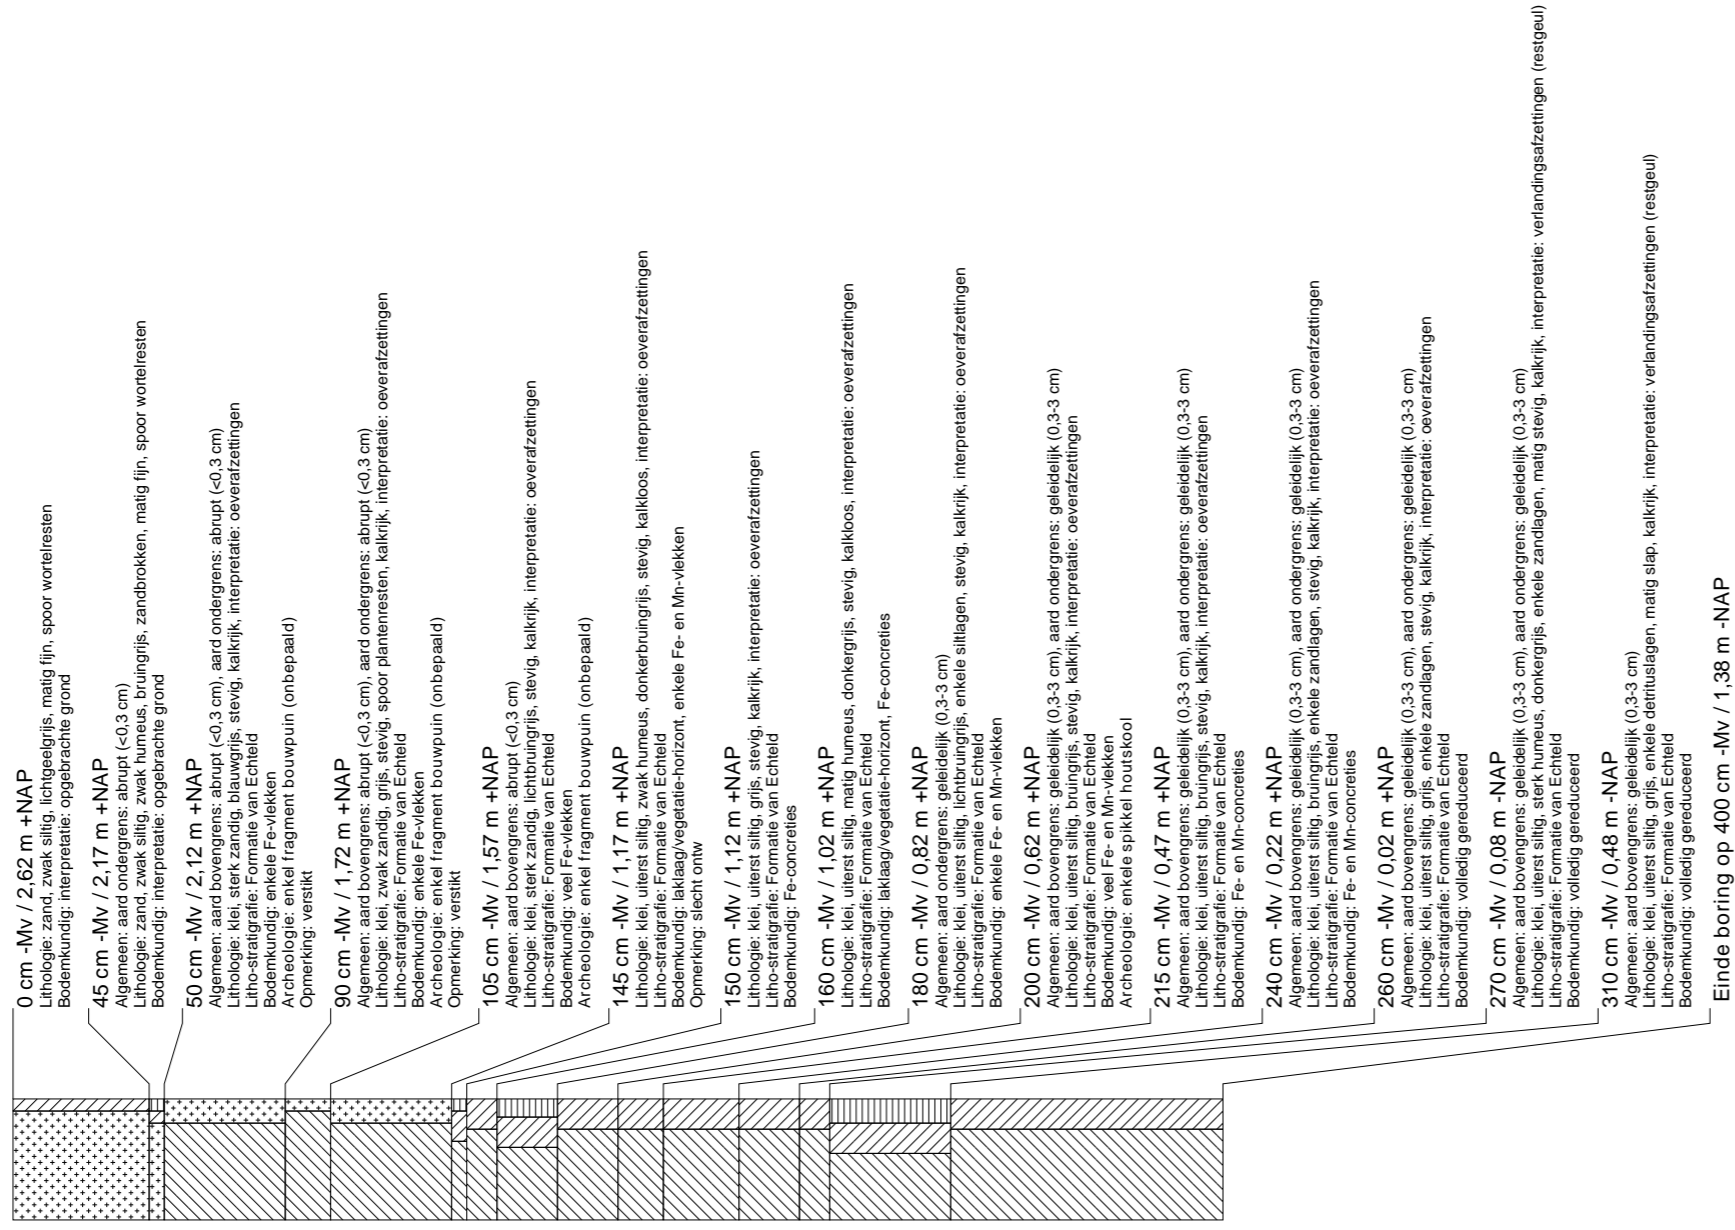 0 cm -Mv / 2,62 m +NAP
Lithologie: zand, zwak siltig, lichtgeelgrijs, matig fijn, spoor wortelresten
Bodemkundig: interpretatie: opgebrachte grond
45 cm -Mv / 2,17 m +NAP
Algemeen: aard ondergrens: abrupt (<0,3 cm)
Lithologie: zand, zwak siltig, zwak humeus, bruingrijs, zandbroken, matig fijn, spoor wortelresten
Bodemkundig: interpretatie: opgebrachte grond
50 cm -Mv / 2,12 m +NAP
Algemeen: aard bovengrens: abrupt (<0,3 cm), aard ondergrens: abrupt (<0,3 cm)
Lithologie: klei, sterk zandig, blauwgrijs, stevig, kalkrijk, interpretatie: oeverafzettingen
Litho-stratigrafie: Formatie van Echteld
Bodemkundig: enkele Fe-vlekken
Archeologie: enkel fragment bouwpuin (onbepaald)
Opmerking: verstikt
90 cm -Mv / 1,72 m +NAP
Algemeen: aard bovengrens: abrupt (<0,3 cm), aard ondergrens: abrupt (<0,3 cm)
Lithologie: klei, zwak zandig, grijs, stevig, spoor plantenresten, kalkrijk, interpretatie: oeverafzettingen
Litho-stratigrafie: Formatie van Echteld
Bodemkundig: enkele Fe-vlekken
Archeologie: enkel fragment bouwpuin (onbepaald)
Opmerking: verstikt
105 cm -Mv / 1,57 m +NAP
Algemeen: aard bovengrens: abrupt (<0,3 cm)
Lithologie: klei, sterk zandig, lichtbruingrijs, stevig, kalkrijk, interpretatie: oeverafzettingen
Litho-stratigrafie: Formatie van Echteld
Bodemkundig: veel Fe-vlekken
Archeologie: enkel fragment bouwpuin (onbepaald)
145 cm -Mv / 1,17 m +NAP
Lithologie: klei, uiterst siltig, zwak humeus, donkerbruingrijs, stevig, kalkloos, interpretatie: oeverafzettingen
Litho-stratigrafie: Formatie van Echteld
Bodemkundig: laklaag/vegetatie-horizont, enkele Fe- en Mn-vlekken
Opmerking: slecht ontw
150 cm -Mv / 1,12 m +NAP
Lithologie: klei, uiterst siltig, grijs, stevig, kalkrijk, interpretatie: oeverafzettingen
Litho-stratigrafie: Formatie van Echteld
Bodemkundig: Fe-concreties
160 cm -Mv / 1,02 m +NAP
Lithologie: klei, uiterst siltig, matig humeus, donkergrijs, stevig, kalkloos, interpretatie: oeverafzettingen
Litho-stratigrafie: Formatie van Echteld
Bodemkundig: laklaag/vegetatie-horizont, Fe-concreties
180 cm -Mv / 0,82 m +NAP
Algemeen: aard ondergrens: geleidelijk (0,3-3 cm)
Lithologie: klei, uiterst siltig, lichtbruingrijs, enkele siltlagen, stevig, kalkrijk, interpretatie: oeverafzettingen
Litho-stratigrafie: Formatie van Echteld
Bodemkundig: enkele Fe- en Mn-vlekken
200 cm -Mv / 0,62 m +NAP
Algemeen: aard bovengrens: geleidelijk (0,3-3 cm), aard ondergrens: geleidelijk (0,3-3 cm)
Lithologie: klei, uiterst siltig, bruingrijs, stevig, kalkrijk, interpretatie: oeverafzettingen
Litho-stratigrafie: Formatie van Echteld
Bodemkundig: veel Fe- en Mn-vlekken
Archeologie: enkele spikkel houtskool
215 cm -Mv / 0,47 m +NAP
Algemeen: aard bovengrens: geleidelijk (0,3-3 cm), aard ondergrens: geleidelijk (0,3-3 cm)
Lithologie: klei, uiterst siltig, bruingrijs, stevig, kalkrijk, interpretatie: oeverafzettingen
Litho-stratigrafie: Formatie van Echteld
Bodemkundig: Fe- en Mn-concreties
240 cm -Mv / 0,22 m +NAP
Algemeen: aard bovengrens: geleidelijk (0,3-3 cm), aard ondergrens: geleidelijk (0,3-3 cm)
Lithologie: klei, uiterst siltig, bruingrijs, enkele zandlagen, stevig, kalkrijk, interpretatie: oeverafzettingen
Litho-stratigrafie: Formatie van Echteld
Bodemkundig: Fe- en Mn-concreties
260 cm -Mv / 0,02 m +NAP
Algemeen: aard bovengrens: geleidelijk (0,3-3 cm), aard ondergrens: geleidelijk (0,3-3 cm)
Lithologie: klei, uiterst siltig, grijs, enkele zandlagen, stevig, kalkrijk, interpretatie: oeverafzettingen
Litho-stratigrafie: Formatie van Echteld
Bodemkundig: volledig gereduceerd
270 cm -Mv / 0,08 m -NAP
Algemeen: aard bovengrens: geleidelijk (0,3-3 cm), aard ondergrens: geleidelijk (0,3-3 cm)
Lithologie: klei, uiterst siltig, sterk humeus, donkergrijs, enkele zandlagen, matig stevig, kalkrijk, interpretatie: verlandingsafzettingen (restgeul)
Litho-stratigrafie: Formatie van Echteld
Bodemkundig: volledig gereduceerd
310 cm -Mv / 0,48 m -NAP
Algemeen: aard bovengrens: geleidelijk (0,3-3 cm)
Lithologie: klei, uiterst siltig, grijs, enkele detrituslagen, matig slap, kalkrijk, interpretatie: verlandingsafzettingen (restgeul)
Litho-stratigrafie: Formatie van Echteld
Bodemkundig: volledig gereduceerd
Einde boring op 400 cm -Mv / 1,38 m -NAP